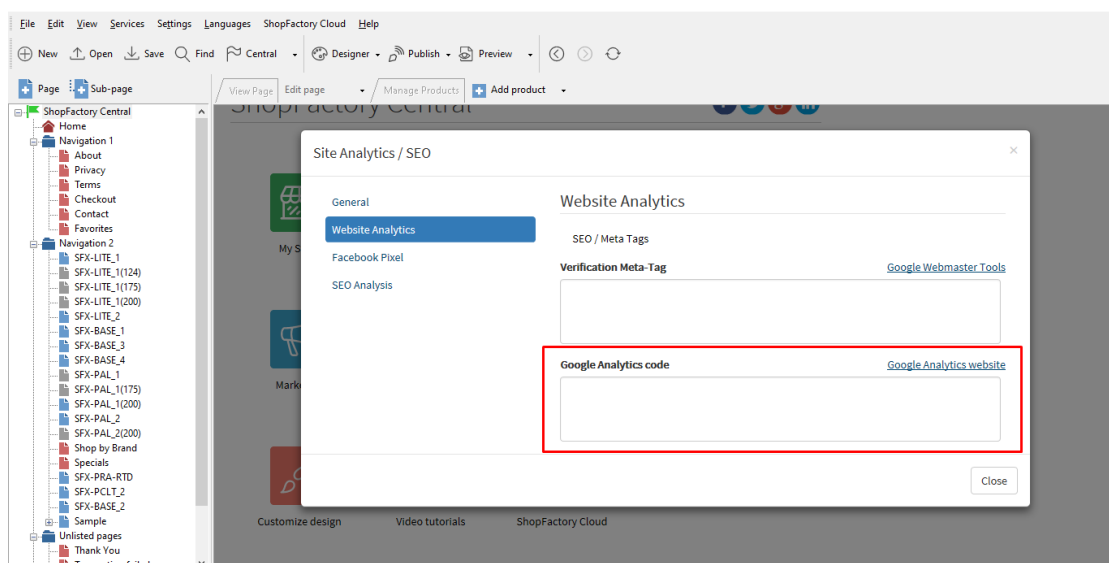 File Edit View Services Settings Languages ShopFactory Cloud Help
New Open Save Find Central Designer Publish Preview
Page Sub-page View Page Edit page Manage Products Add product
ShopFactory Central
ShopFactory Central
Home
Navigation 1
About
Privacy
Terms
Checkout
Contact
Favorites
Navigation 2
SFX-LITE_1
SFX-LITE_1(124)
SFX-LITE_1(175)
SFX-LITE_1(200)
SFX-LITE_2
SFX-BASE_1
SFX-BASE_3
SFX-BASE_4
SFX-PAL_1
SFX-PAL_1(175)
SFX-PAL_1(200)
SFX-PAL_2
SFX-PAL_2(200)
Shop by Brand
Specials
SFX-PRA-RTD
SFX-PCLT_2
SFX-BASE_2
Sample
Unlisted pages
Thank You
My S
Mark
Customize design Video tutorials ShopFactory Cloud
Site Analytics / SEO ×
General
Website Analytics
Facebook Pixel
SEO Analysis
Website Analytics
SEO / Meta Tags
Verification Meta-Tag Google Webmaster Tools
Google Analytics code Google Analytics website
Close